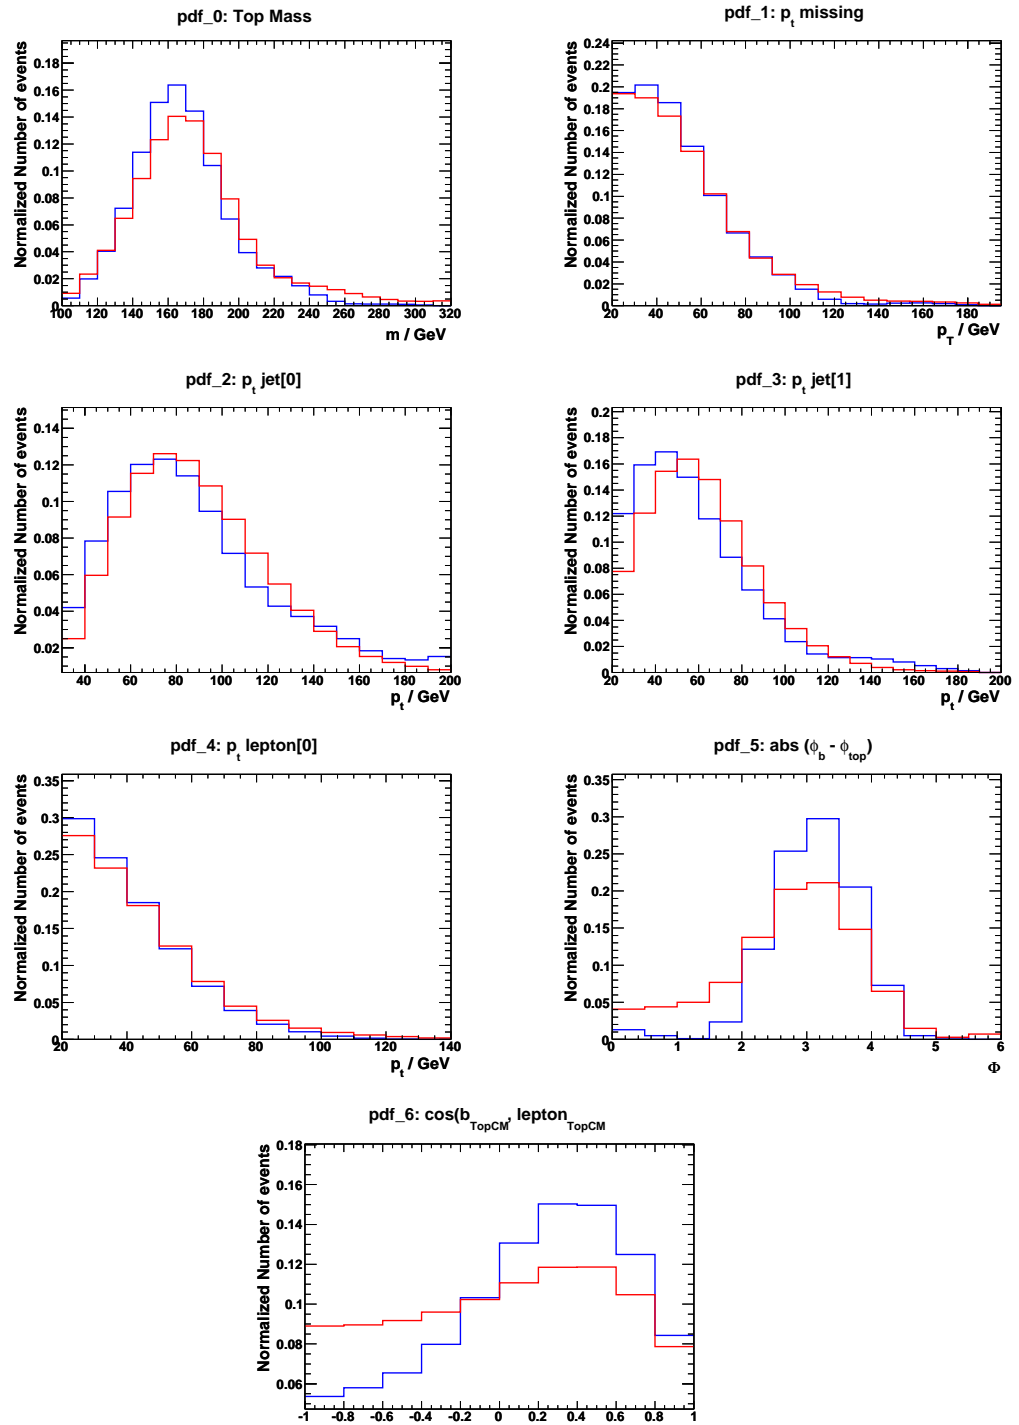 pdf_0: Top Mass
Normalized Number of events
0.18
0.16
0.14
0.12
0.1
0.08
0.06
0.04
0.02
0
100 120 140 160 180 200 220 240 260 280 300 320
m / GeV
pdf_1: p_t missing
Normalized Number of events
0.24
0.22
0.2
0.18
0.16
0.14
0.12
0.1
0.08
0.06
0.04
0.02
0
20 40 60 80 100 120 140 160 180
p_T / GeV
pdf_2: p_t jet[0]
Normalized Number of events
0.14
0.12
0.1
0.08
0.06
0.04
0.02
40 60 80 100 120 140 160 180 200
p_t / GeV
pdf_3: p_t jet[1]
Normalized Number of events
0.2
0.18
0.16
0.14
0.12
0.1
0.08
0.06
0.04
0.02
0
20 40 60 80 100 120 140 160 180 200
p_t / GeV
pdf_4: p_t lepton[0]
Normalized Number of events
0.35
0.3
0.25
0.2
0.15
0.1
0.05
0
20 40 60 80 100 120 140
p_t / GeV
pdf_5: abs (ϕ_b - ϕ_top)
Normalized Number of events
0.35
0.3
0.25
0.2
0.15
0.1
0.05
0
0 1 2 3 4 5 6
Φ
pdf_6: cos(b_TopCM, lepton_TopCM
Normalized Number of events
0.18
0.16
0.14
0.12
0.1
0.08
0.06
-1 -0.8 -0.6 -0.4 -0.2 0 0.2 0.4 0.6 0.8 1